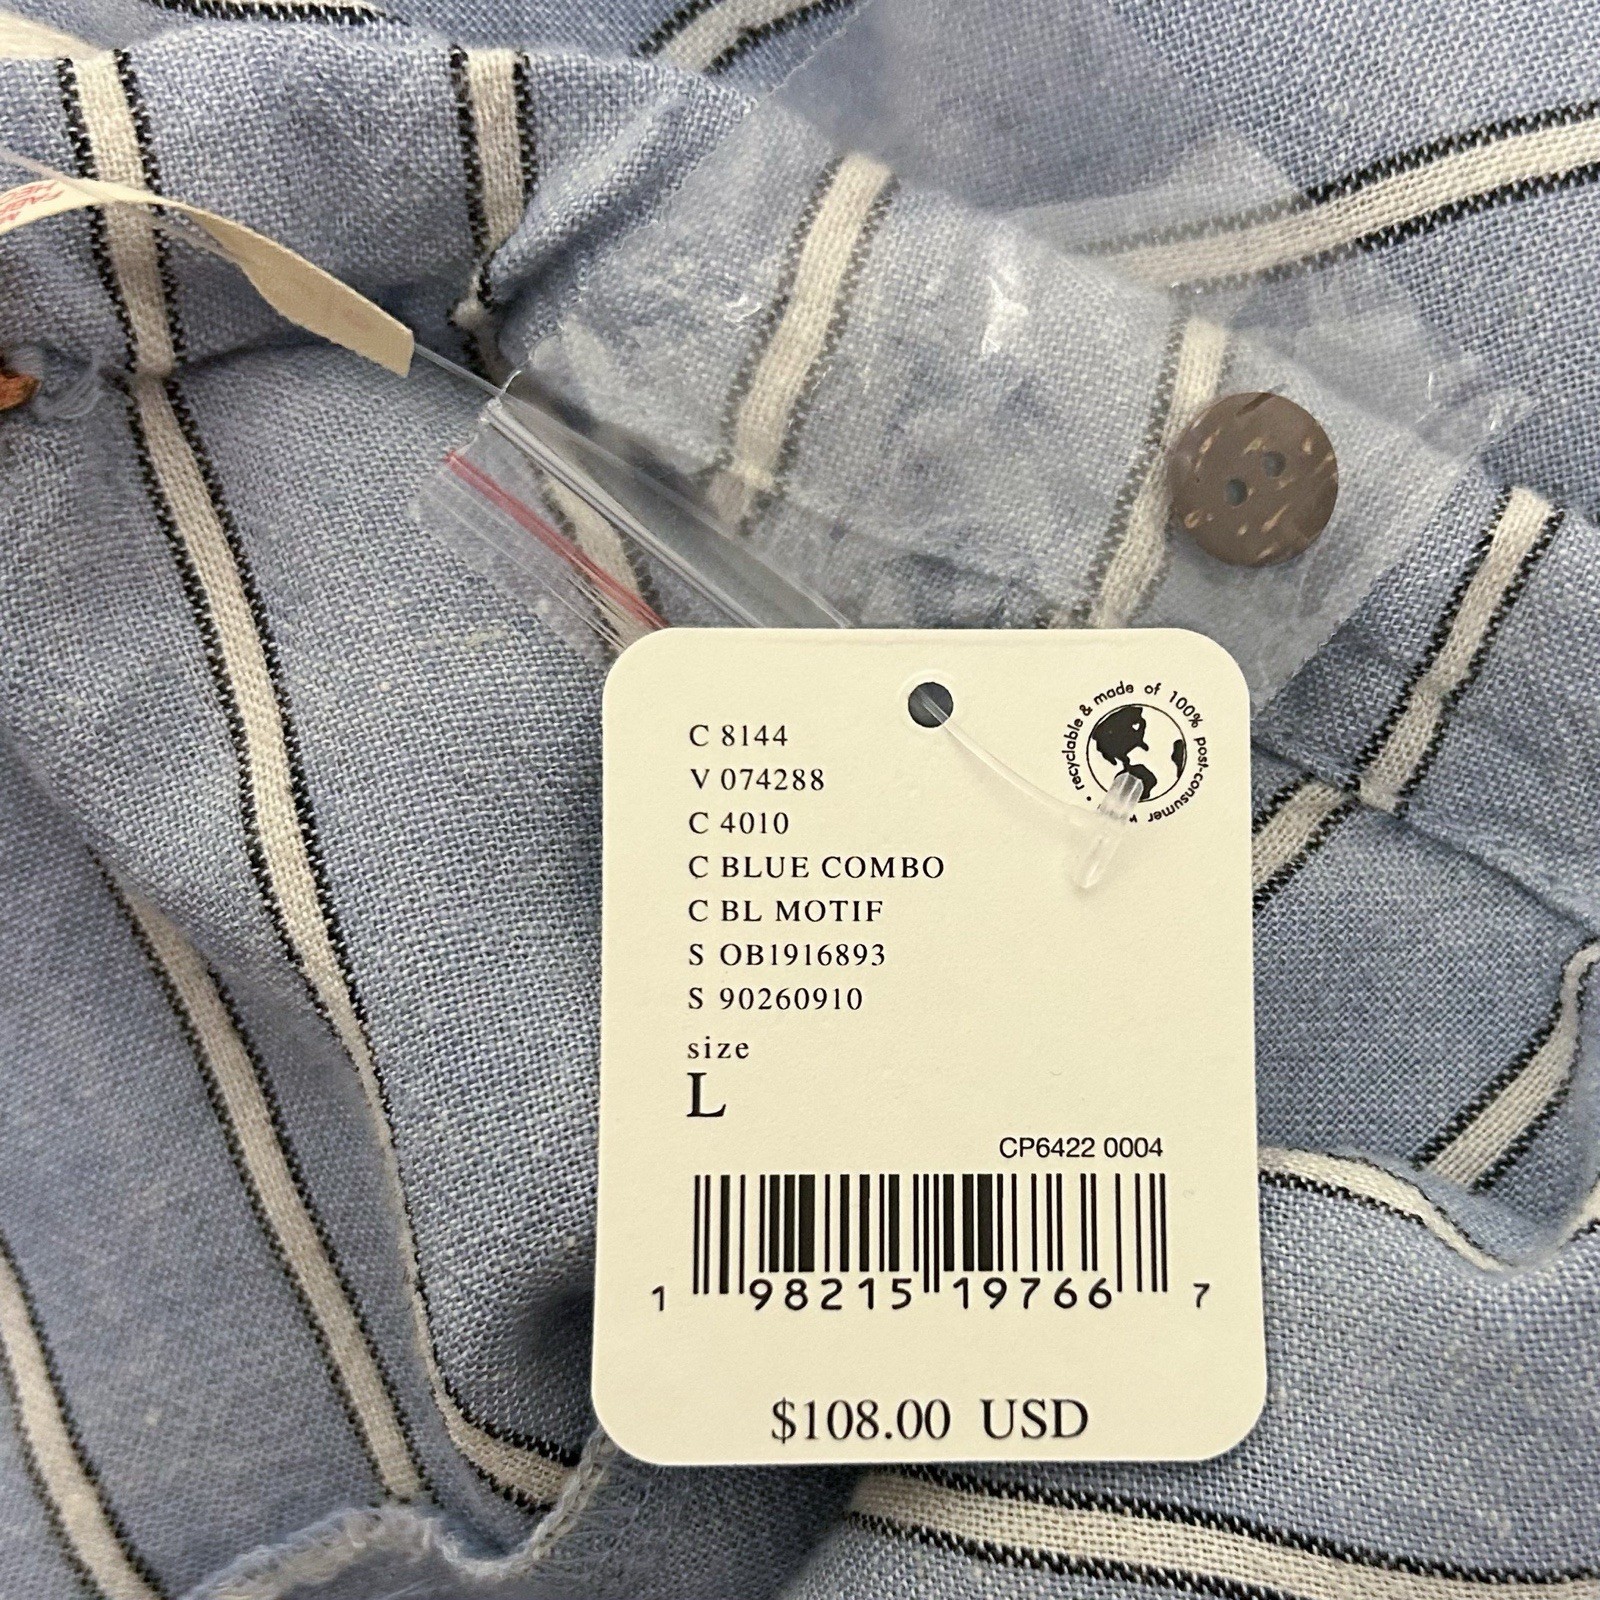 C 8144
V 074288
C 4010
C BLUE COMBO
C BL MOTIF
S OB1916893
S 90260910
size
L
CP6422 0004
1 98215 19766 7
$108.00 USD
recyclable & made of 100% post-consumer